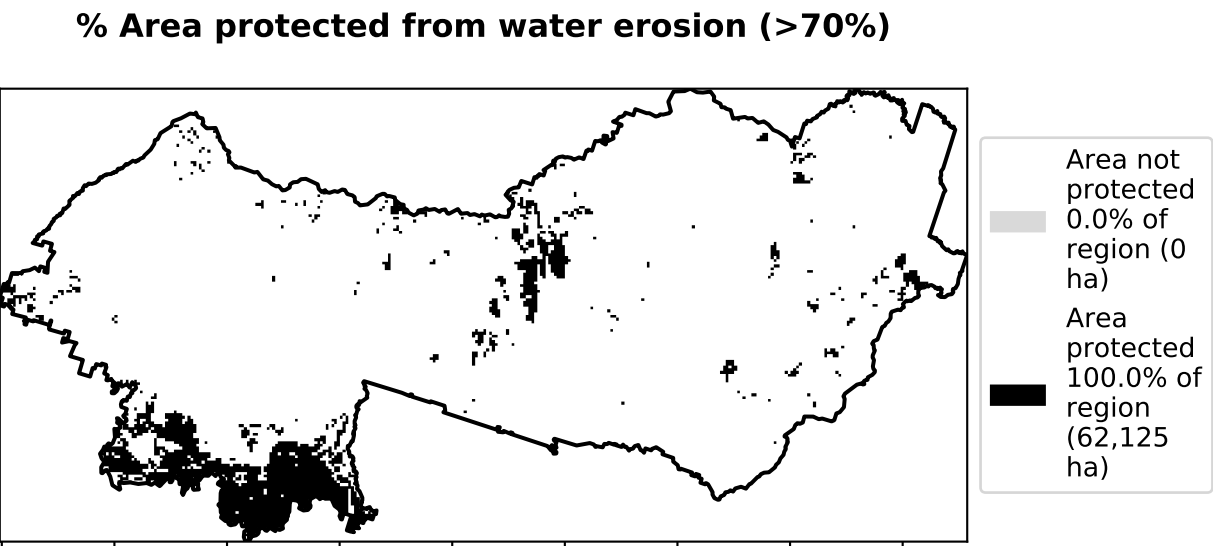 % Area protected from water erosion (>70%)
Area not
protected
0.0% of
region (0
ha)
Area
protected
100.0% of
region
(62,125
ha)